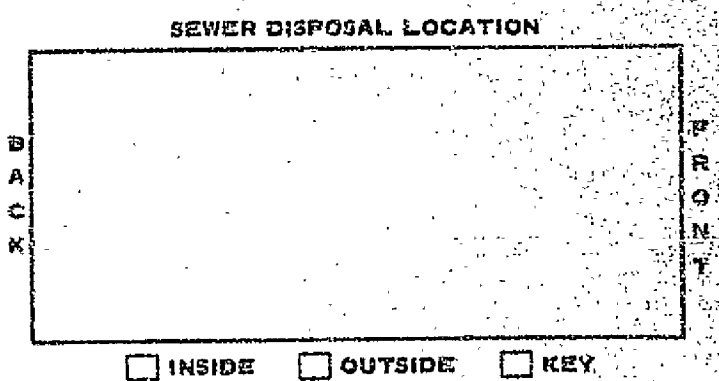 SEWER DISPOSAL LOCATION
BACK
FRONT
INSIDE OUTSIDE KEY